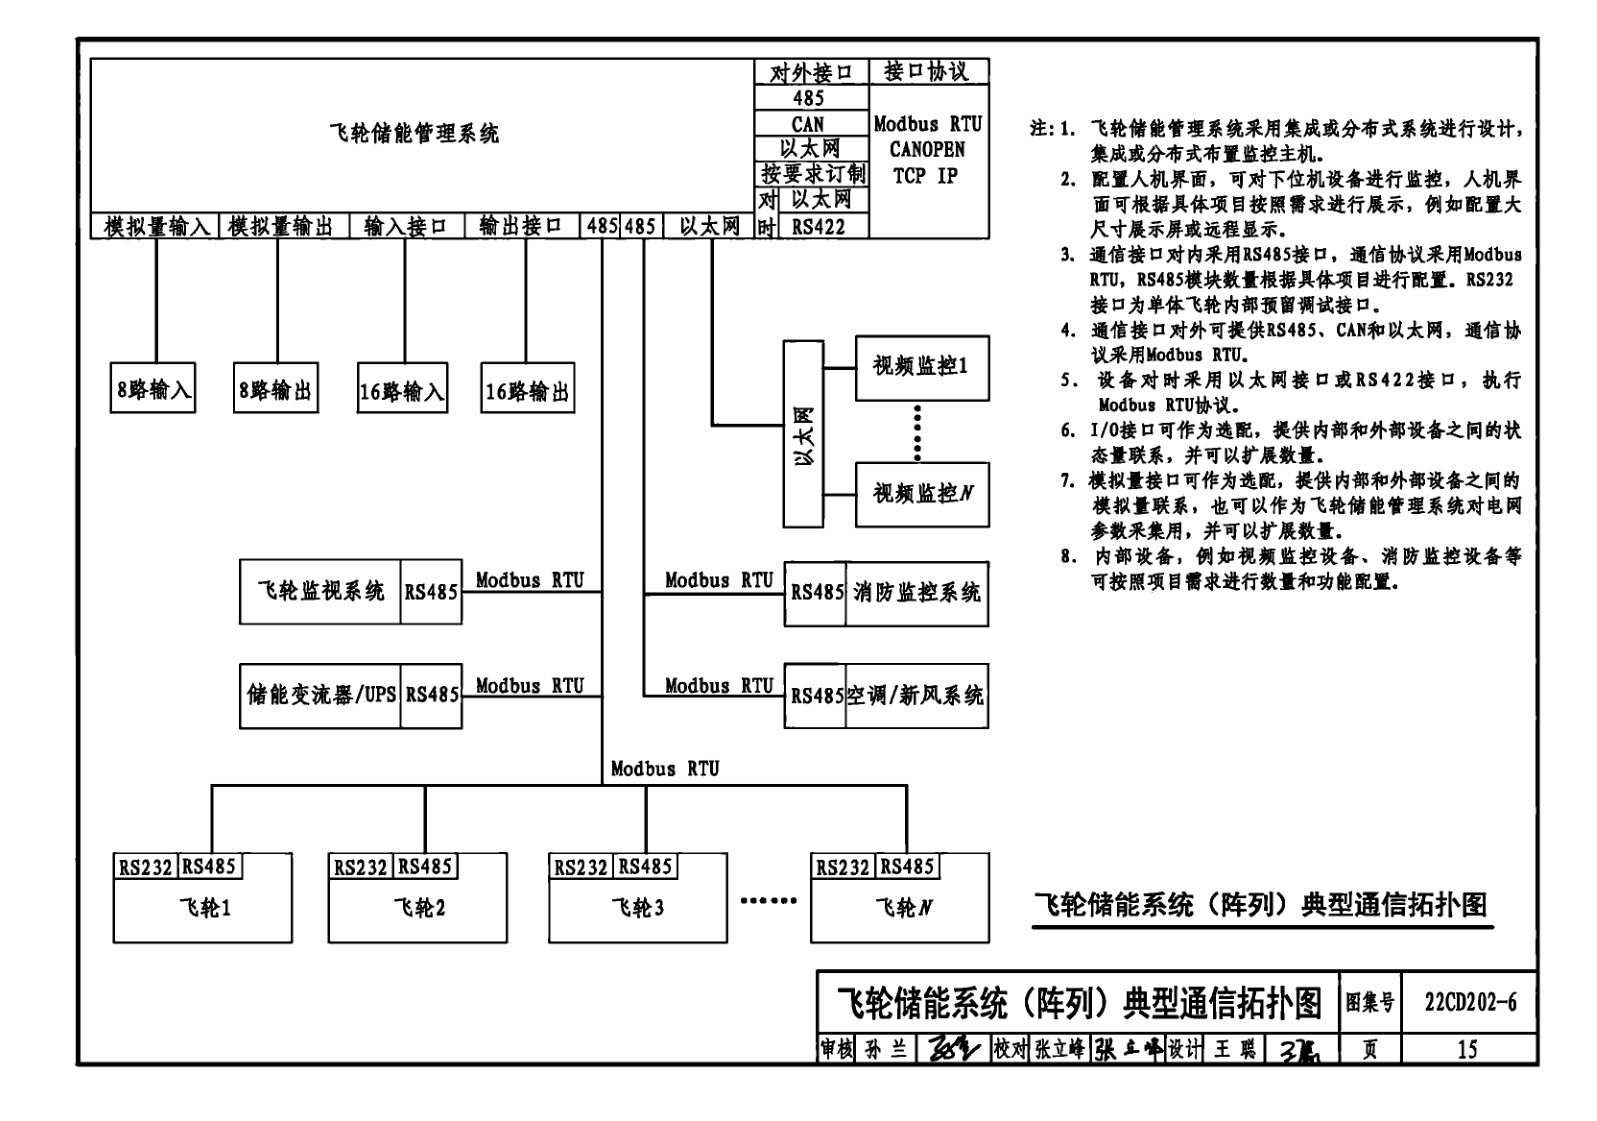 对外接口 接口协议
485
飞轮储能管理系统 CAN Modbus RTU
以太网 CANOPEN
按要求订制 TCP IP
对时 以太网
模拟量输入 模拟量输出 输入接口 输出接口 485 485 以太网 RS422
8路输入 8路输出 16路输入 16路输出
以太网
视频监控1
视频监控N
飞轮监视系统 RS485 Modbus RTU
Modbus RTU RS485 消防监控系统
储能变流器/UPS RS485 Modbus RTU
Modbus RTU RS485 空调/新风系统
Modbus RTU
RS232 RS485 RS232 RS485 RS232 RS485 RS232 RS485
飞轮1 飞轮2 飞轮3 …… 飞轮N
注:1. 飞轮储能管理系统采用集成或分布式系统进行设计,
集成或分布式布置监控主机。
2. 配置人机界面，可对下位机设备进行监控，人机界
面可根据具体项目按照需求进行展示，例如配置大
尺寸展示屏或远程显示。
3. 通信接口对内采用RS485接口，通信协议采用Modbus
RTU，RS485模块数量根据具体项目进行配置。RS232
接口为单体飞轮内部预留调试接口。
4. 通信接口对外可提供RS485、CAN和以太网，通信协
议采用Modbus RTU。
5. 设备对时采用以太网接口或RS422接口，执行
Modbus RTU协议。
6. I/O接口可作为选配，提供内部和外部设备之间的状
态量联系，并可以扩展数量。
7. 模拟量接口可作为选配，提供内部和外部设备之间的
模拟量联系，也可以作为飞轮储能管理系统对电网
参数采集用，并可以扩展数量。
8. 内部设备，例如视频监控设备、消防监控设备等
可按照项目需求进行数量和功能配置。
飞轮储能系统（阵列）典型通信拓扑图
飞轮储能系统（阵列）典型通信拓扑图 图集号 22CD202-6
审核 孙兰 校对 张立峰 张立峰 设计 王聪 页 15